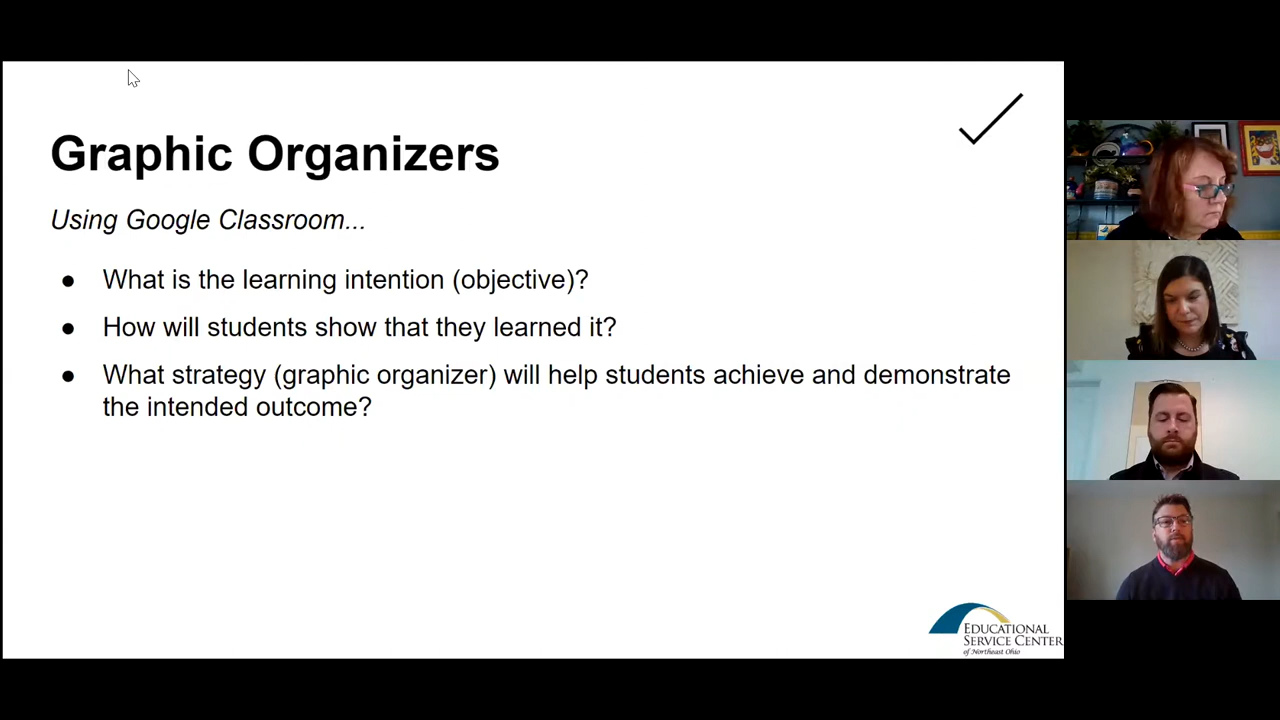 Graphic Organizers
Using Google Classroom...
● What is the learning intention (objective)?
● How will students show that they learned it?
● What strategy (graphic organizer) will help students achieve and demonstrate
the intended outcome?
EDUCATIONAL
SERVICE CENTER
of Northeast Ohio